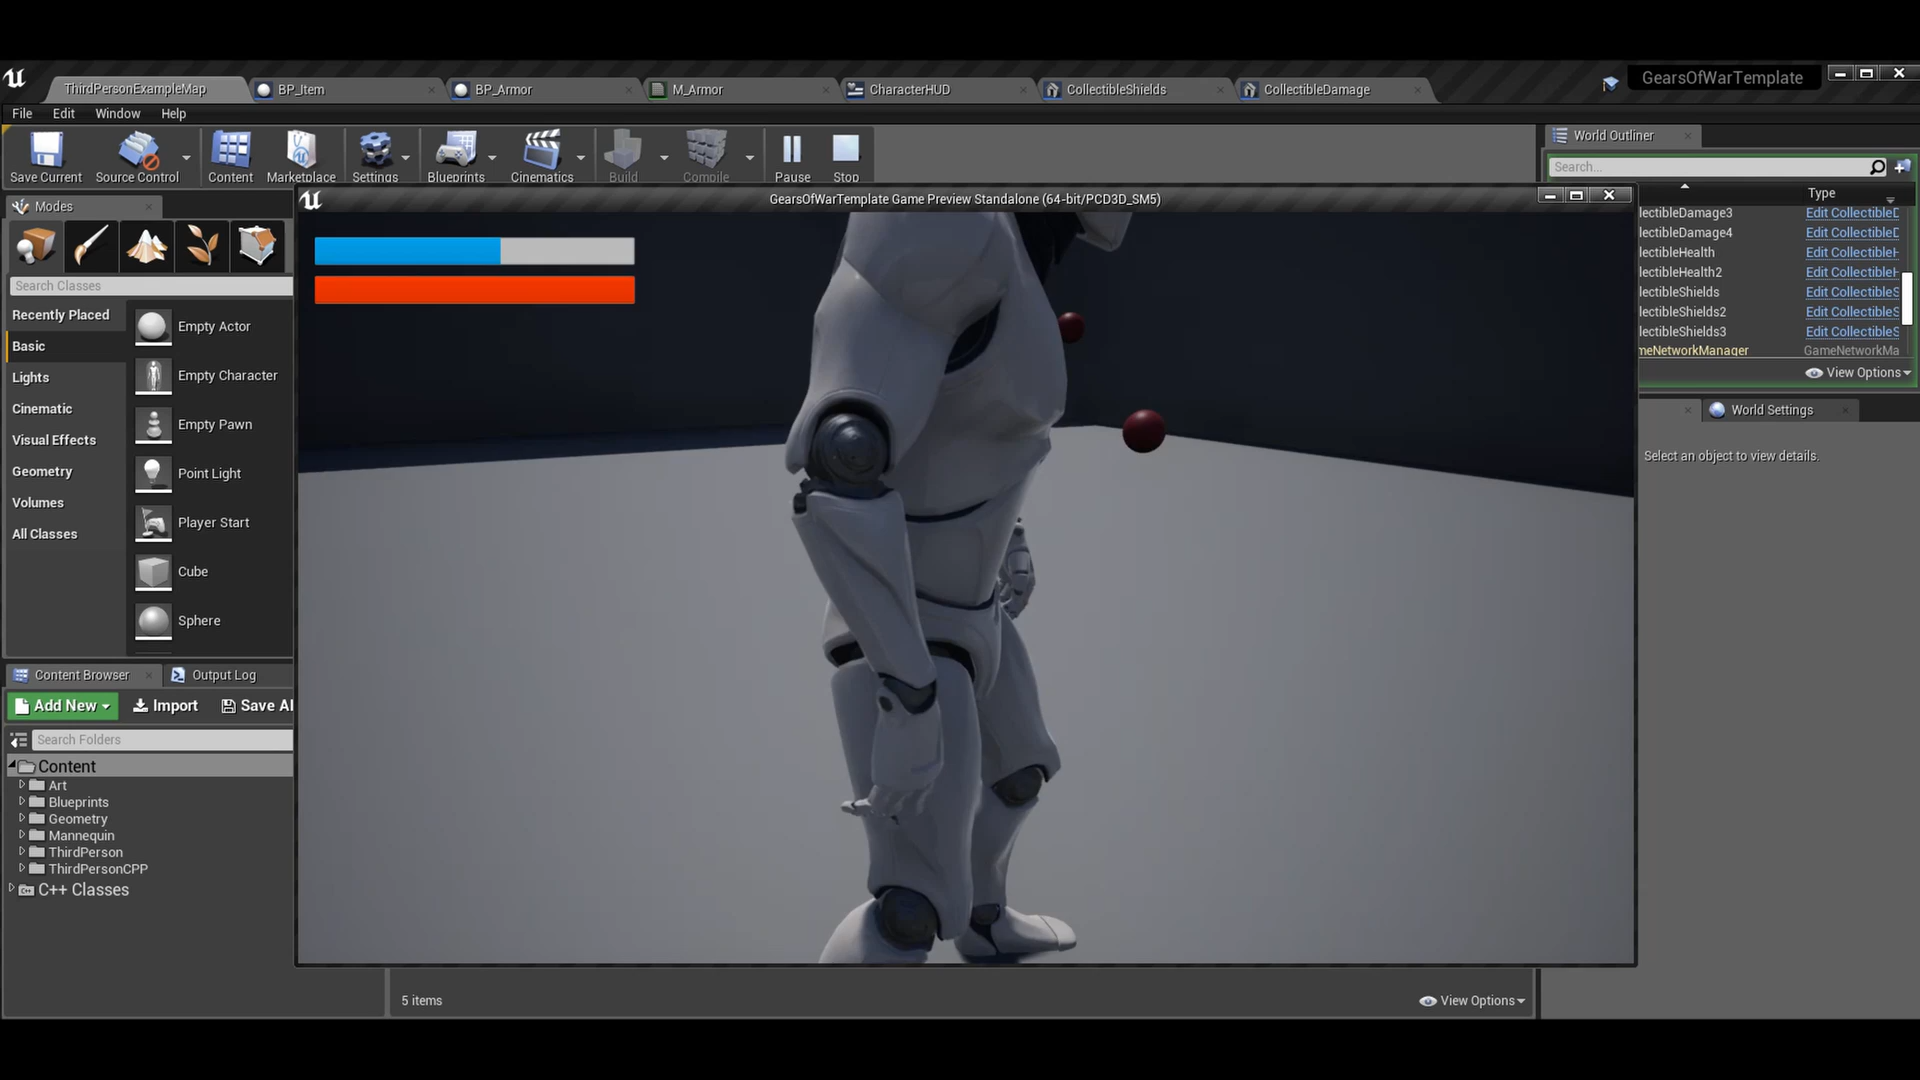 ThirdPersonExampleMap
BP_Item
BP_Armor
M_Armor
CharacterHUD
CollectibleShields
CollectibleDamage
GearsOfWarTemplate
File Edit Window Help
Save Current
Source Control
Content
Marketplace
Settings
Blueprints
Cinematics
Build
Compile
Pause
Stop
World Outliner
Search...
Type
Modes
GearsOfWarTemplate Game Preview Standalone (64-bit/PCD3D_SM5)
lectibleDamage3 Edit CollectibleD
lectibleDamage4 Edit CollectibleD
lectibleHealth Edit CollectibleH
lectibleHealth2 Edit CollectibleH
lectibleShields Edit CollectibleS
lectibleShields2 Edit CollectibleS
lectibleShields3 Edit CollectibleS
meNetworkManager GameNetworkMa
View Options
World Settings
Select an object to view details.
Search Classes
Recently Placed
Basic
Lights
Cinematic
Visual Effects
Geometry
Volumes
All Classes
Empty Actor
Empty Character
Empty Pawn
Point Light
Player Start
Cube
Sphere
Content Browser
Output Log
Add New
Import
Save Al
Search Folders
Content
Art
Blueprints
Geometry
Mannequin
ThirdPerson
ThirdPersonCPP
C++ Classes
5 items
View Options